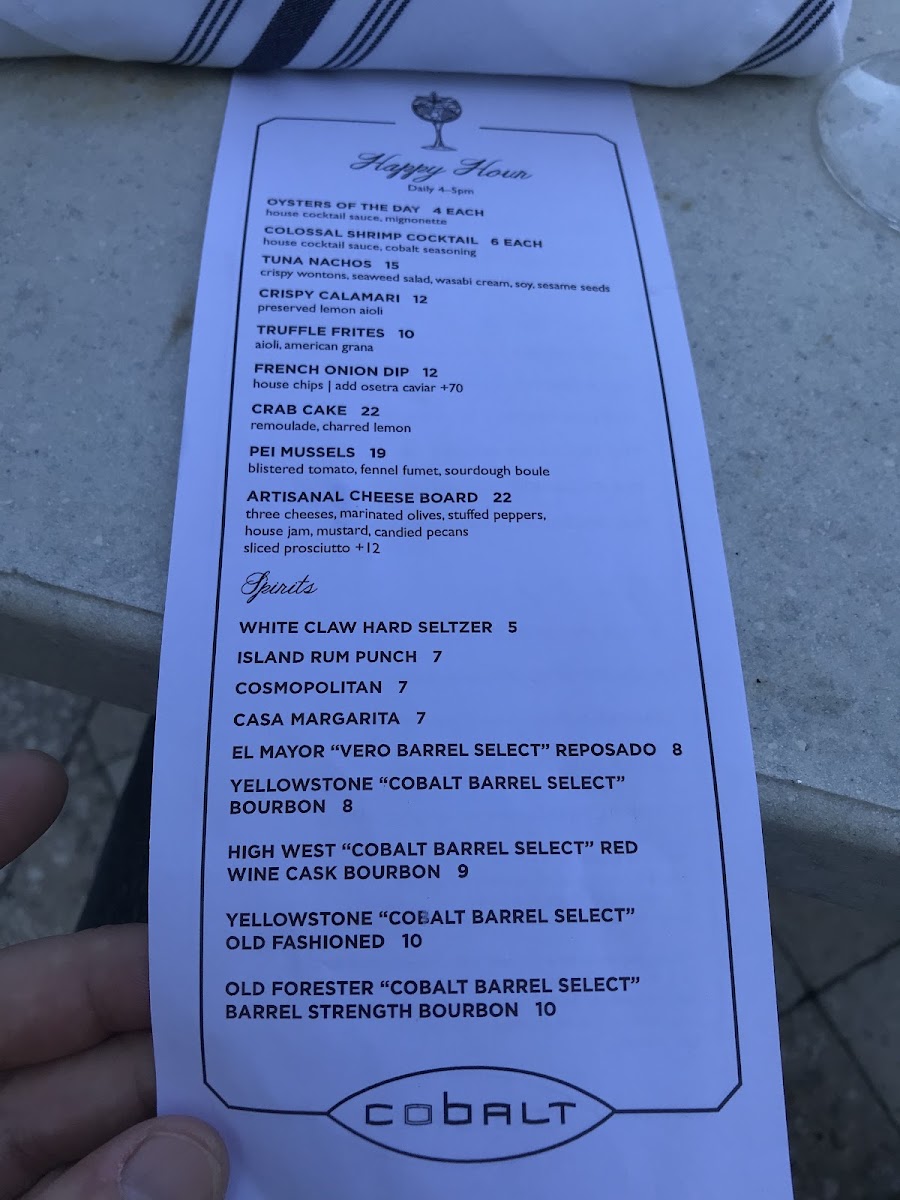 Happy Hour
Daily 4-5pm
OYSTERS OF THE DAY 4 EACH
house cocktail sauce, mignonette
COLOSSAL SHRIMP COCKTAIL 6 EACH
house cocktail sauce, cobalt seasoning
TUNA NACHOS 15
crispy wontons, seaweed salad, wasabi cream, soy, sesame seeds
CRISPY CALAMARI 12
preserved lemon aioli
TRUFFLE FRITES 10
aioli, american grana
FRENCH ONION DIP 12
house chips | add osetra caviar +70
CRAB CAKE 22
remoulade, charred lemon
PEI MUSSELS 19
blistered tomato, fennel fumet, sourdough boule
ARTISANAL CHEESE BOARD 22
three cheeses, marinated olives, stuffed peppers,
house jam, mustard, candied pecans
sliced prosciutto +12
Spirits
WHITE CLAW HARD SELTZER 5
ISLAND RUM PUNCH 7
COSMOPOLITAN 7
CASA MARGARITA 7
EL MAYOR “VERO BARREL SELECT” REPOSADO 8
YELLOWSTONE “COBALT BARREL SELECT”
BOURBON 8
HIGH WEST “COBALT BARREL SELECT” RED
WINE CASK BOURBON 9
YELLOWSTONE “COBALT BARREL SELECT”
OLD FASHIONED 10
OLD FORESTER “COBALT BARREL SELECT”
BARREL STRENGTH BOURBON 10
COBALT